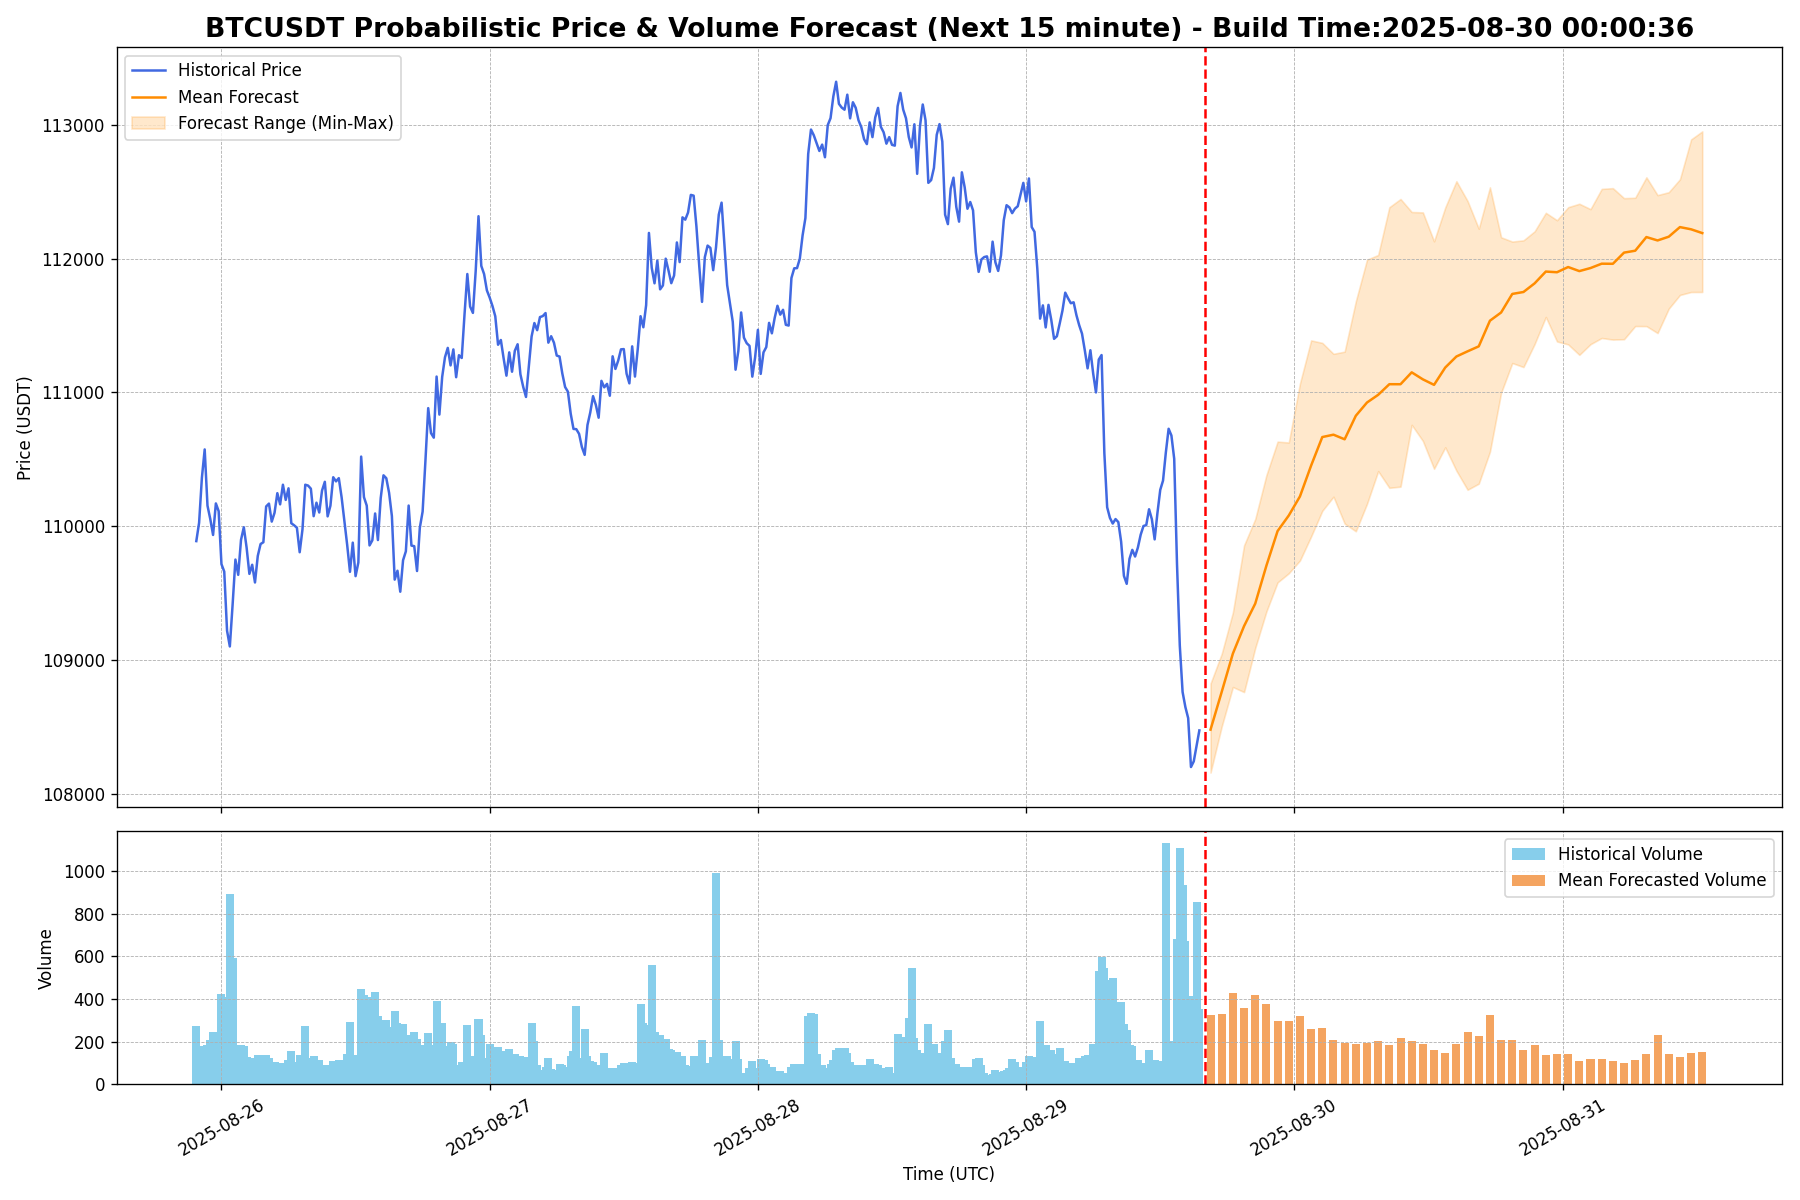 BTCUSDT Probabilistic Price & Volume Forecast (Next 15 minute) - Build Time:2025-08-30 00:00:36
Historical Price
Mean Forecast
Forecast Range (Min-Max)
113000
112000
111000
110000
109000
108000
Price (USDT)
Historical Volume
Mean Forecasted Volume
1000
800
600
400
200
0
Volume
2025-08-26
2025-08-27
2025-08-28
2025-08-29
2025-08-30
2025-08-31
Time (UTC)